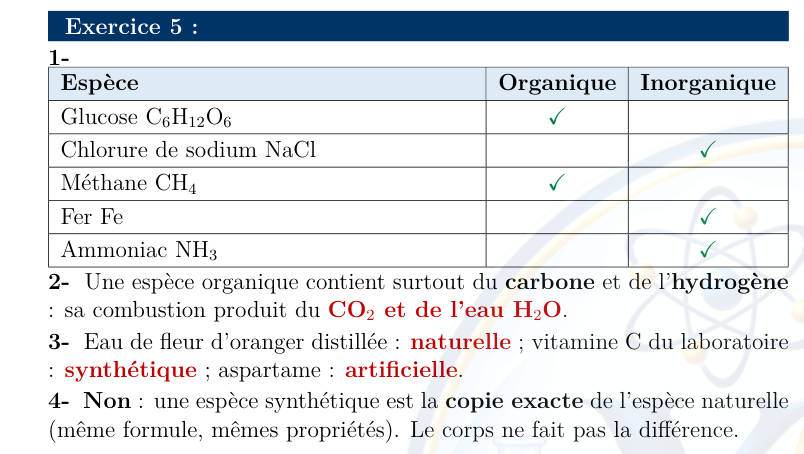 Exercice 5 :
1-
Espèce Organique Inorganique
Glucose C₆H₁₂O₆ ✓
Chlorure de sodium NaCl ✓
Méthane CH₄ ✓
Fer Fe ✓
Ammoniac NH₃ ✓
2- Une espèce organique contient surtout du carbone et de l'hydrogène
: sa combustion produit du CO₂ et de l'eau H₂O.
3- Eau de fleur d'oranger distillée : naturelle ; vitamine C du laboratoire
: synthétique ; aspartame : artificielle.
4- Non : une espèce synthétique est la copie exacte de l'espèce naturelle
(même formule, mêmes propriétés). Le corps ne fait pas la différence.